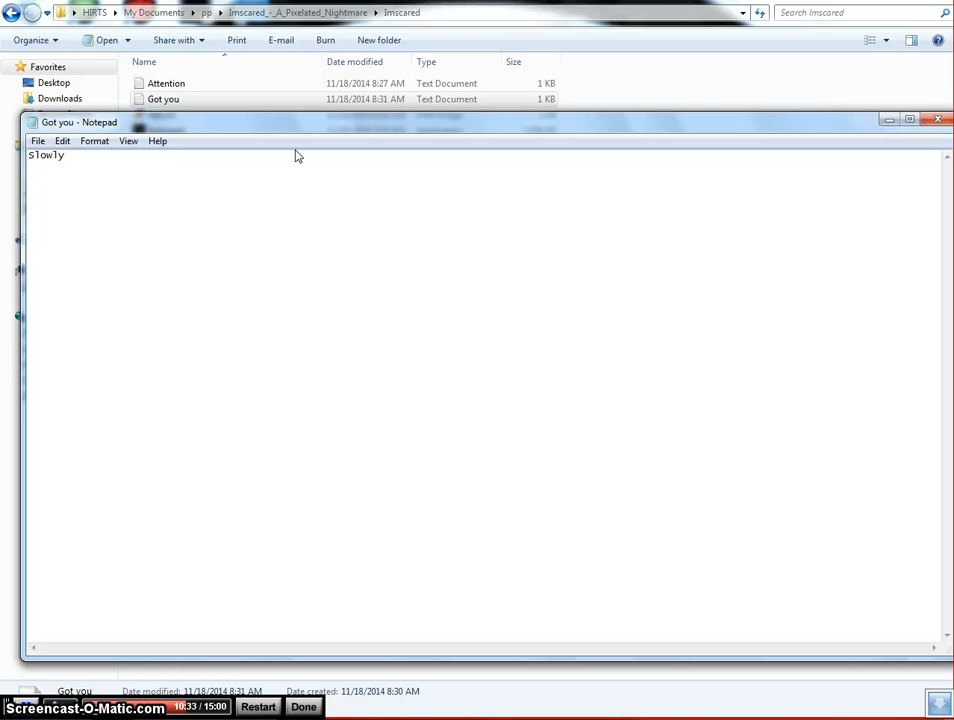 HIRTS ▸ My Documents ▸ pp ▸ Imscared_-_A_Pixelated_Nightmare ▸ Imscared
Search Imscared
Organize Open Share with Print E-mail Burn New folder
Favorites Name Date modified Type Size
Desktop Attention 11/18/2014 8:27 AM Text Document 1 KB
Downloads Got you 11/18/2014 8:31 AM Text Document 1 KB
Got you - Notepad
File Edit Format View Help
Slowly
Got you Date modified: 11/18/2014 8:31 AM Date created: 11/18/2014 8:30 AM
Screencast-O-Matic.com 10:33 / 15:00 Restart Done